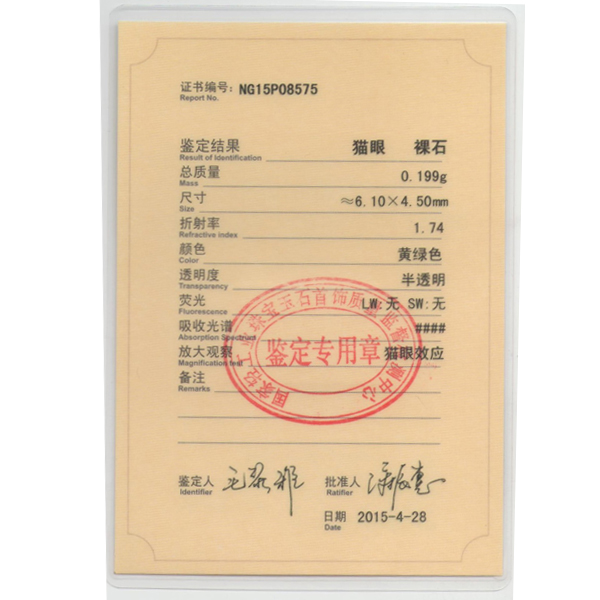 证书编号: NG15P08575
Report No.
鉴定结果 猫眼 裸石
Result of Identification
总质量 0.199g
Mass
尺寸 ≈6.10×4.50mm
Size
折射率 1.74
Refractive index
颜色 黄绿色
Color
透明度 半透明
Transparency
荧光 LW:无 SW:无
Fluorescence
吸收光谱 ####
Absorption Spectrum
放大观察 猫眼效应
Magnification test
备注
Remarks
鉴定专用章
鉴定人 批准人
Identifier Ratifier
日期 2015-4-28
Date